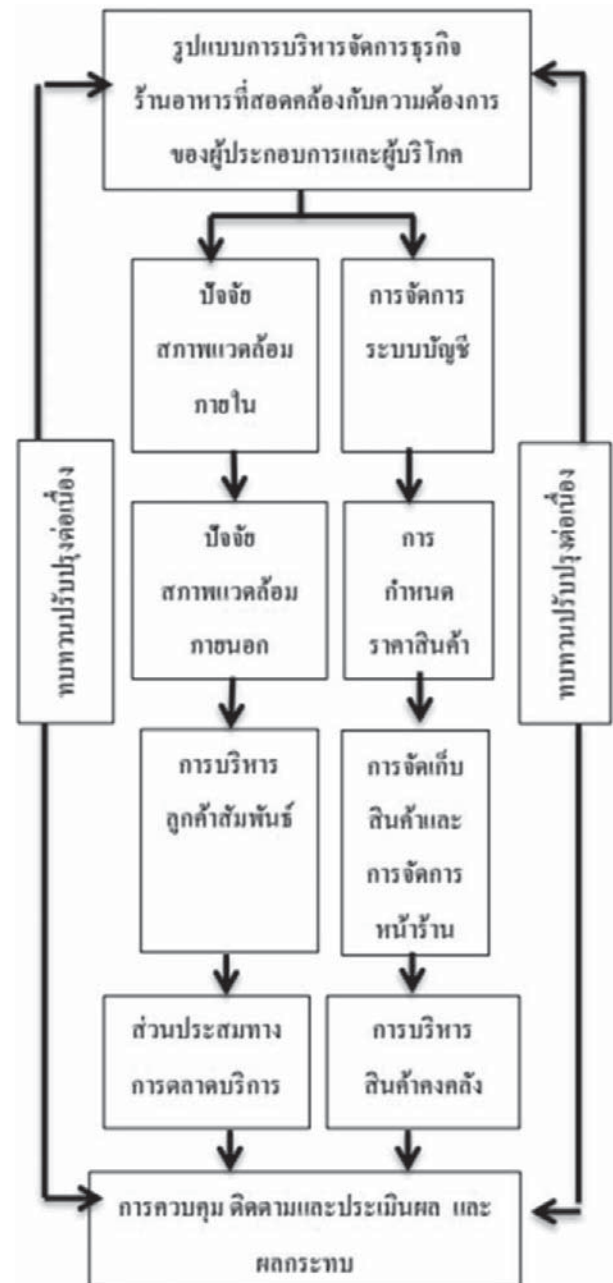 รูปแบบการบริหารจัดการธุรกิจ
ร้านอาหารที่สอดคล้องกับความต้องการ
ของผู้ประกอบการและผู้บริโภค
ปัจจัย
สภาพแวดล้อม
ภายใน
การจัดการ
ระบบบัญชี
ทบทวนปรับปรุงต่อเนื่อง
ปัจจัย
สภาพแวดล้อม
ภายนอก
การ
กำหนด
ราคาสินค้า
ทบทวนปรับปรุงต่อเนื่อง
การบริหาร
ลูกค้าสัมพันธ์
การจัดเก็บ
สินค้าและ
การจัดการ
หน้าร้าน
ส่วนประสมทาง
การตลาดบริการ
การบริหาร
สินค้าคงคลัง
การควบคุม ติดตามและประเมินผล และ
ผลกระทบ